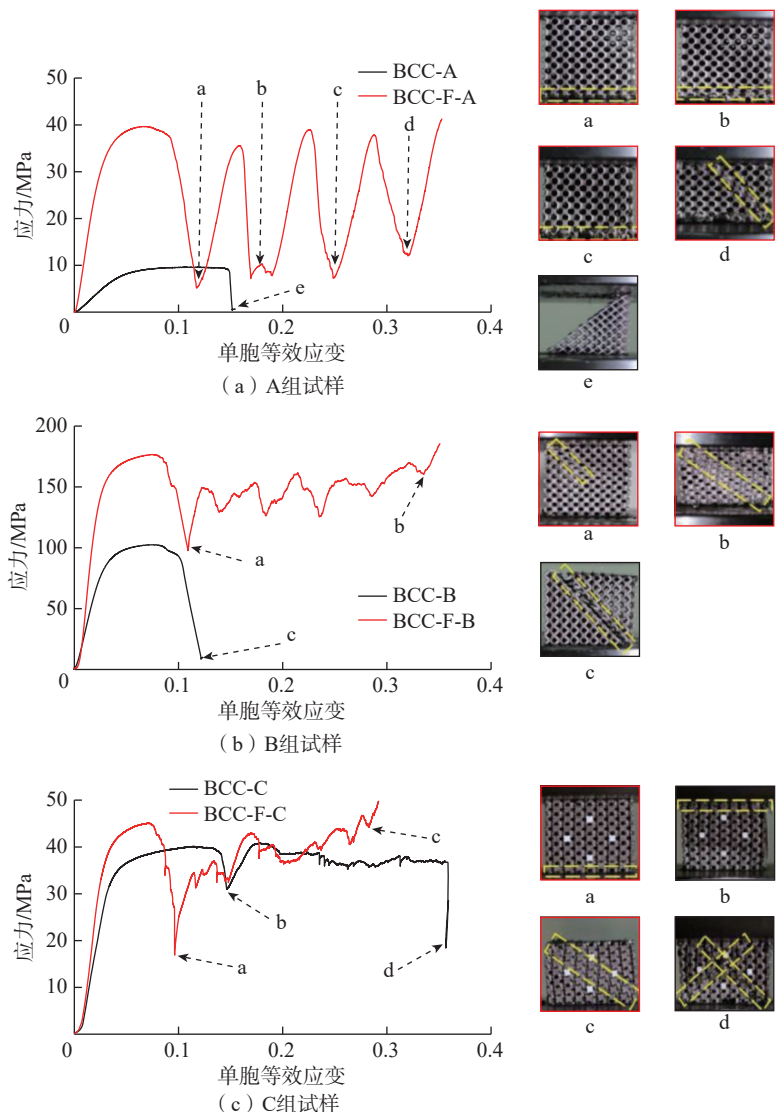 BCC-A
BCC-F-A
a
b
c
d
e
50
40
30
20
10
0
0.1
0.2
0.3
0.4
应力/MPa
单胞等效应变
（a）A组试样
a
b
c
d
e
BCC-B
BCC-F-B
a
b
c
200
150
100
50
0
0.1
0.2
0.3
0.4
应力/MPa
单胞等效应变
（b）B组试样
a
b
c
BCC-C
BCC-F-C
a
b
c
d
50
40
30
20
10
0
0.1
0.2
0.3
0.4
应力/MPa
单胞等效应变
（c）C组试样
a
b
c
d